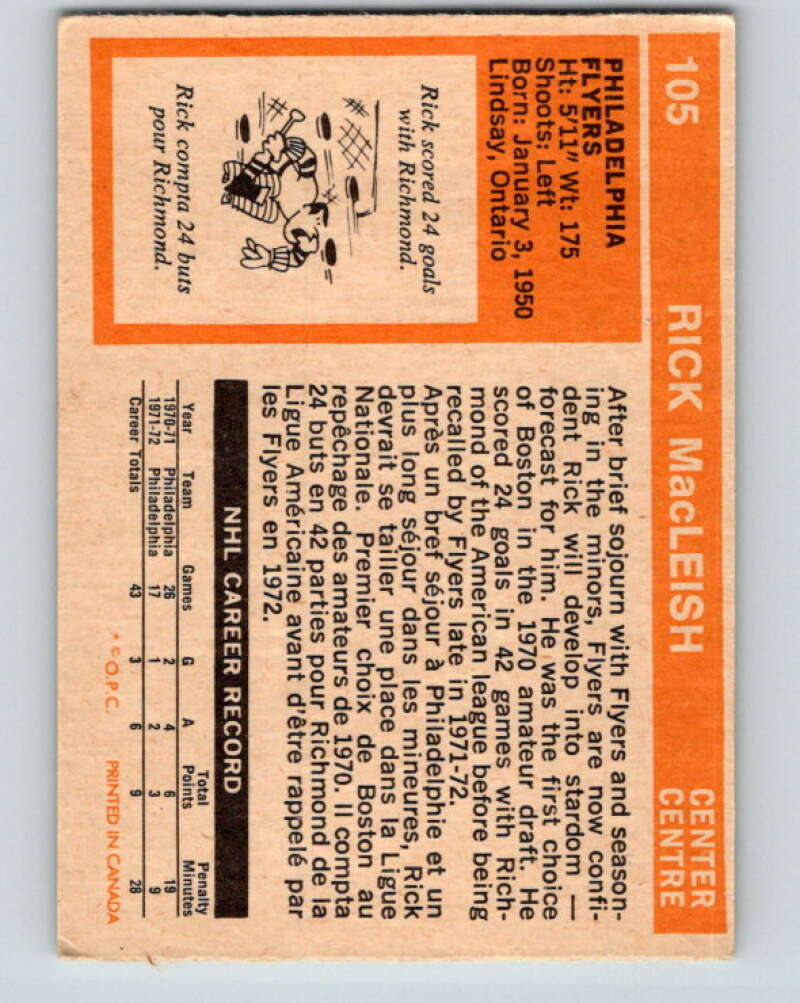 105 RICK MacLEISH CENTER
CENTRE
PHILADELPHIA
FLYERS
Ht: 5'11" Wt: 175
Shoots: Left
Born: January 3, 1950
Lindsay, Ontario
Rick scored 24 goals
with Richmond.
Rick compta 24 buts
pour Richmond.
After brief sojourn with Flyers and season-
ing in the minors, Flyers are now confi-
dent Rick will develop into stardom —
forecast for him. He was the first choice
of Boston in the 1970 amateur draft. He
scored 24 goals in 42 games with Rich-
mond of the American league before being
recalled by Flyers late in 1971-72.
Après un bref séjour à Philadelphie et un
plus long séjour dans les mineures, Rick
devrait se tailler une place dans la Ligue
Nationale. Premier choix de Boston au
repêchage des amateurs de 1970. Il compta
24 buts en 42 parties pour Richmond de la
Ligue Américaine avant d'être rappelé par
les Flyers en 1972.
NHL CAREER RECORD
Year Team Games G A Total Points Penalty Minutes
1970-71 Philadelphia 26 2 4 6 19
1971-72 Philadelphia 17 1 2 3 9
Career Totals 43 3 6 9 28
* © O.P.C. PRINTED IN CANADA